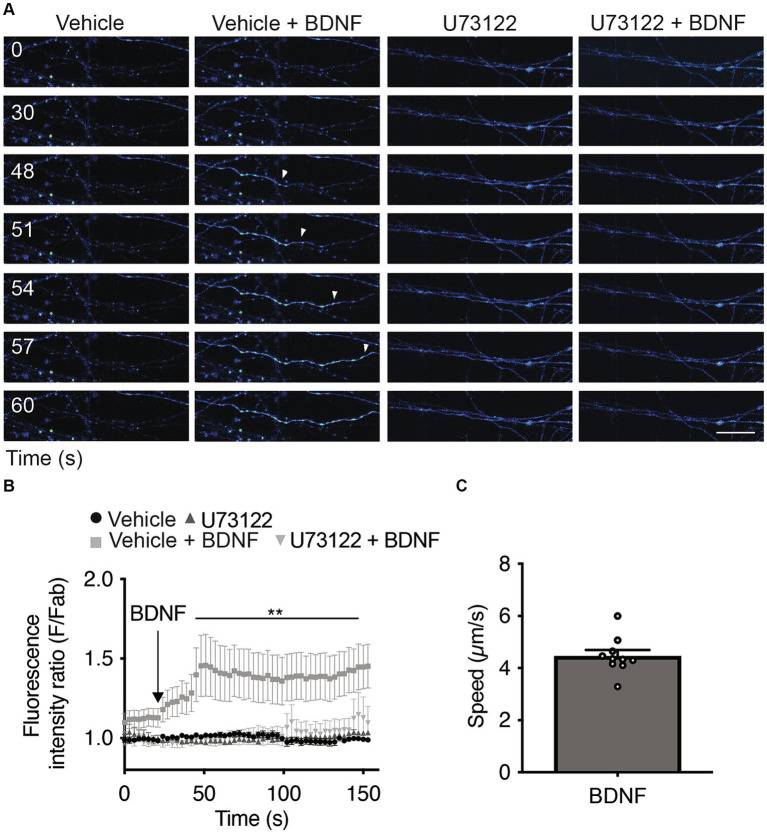 A
Vehicle Vehicle + BDNF U73122 U73122 + BDNF
0
30
48
51
54
57
60
Time (s)
B
Vehicle U73122
Vehicle + BDNF U73122 + BDNF
Fluorescence
intensity ratio (F/Fab)
2.0
1.5
1.0
BDNF
**
0 50 100 150
Time (s)
C
Speed (µm/s)
8
6
4
2
0
BDNF